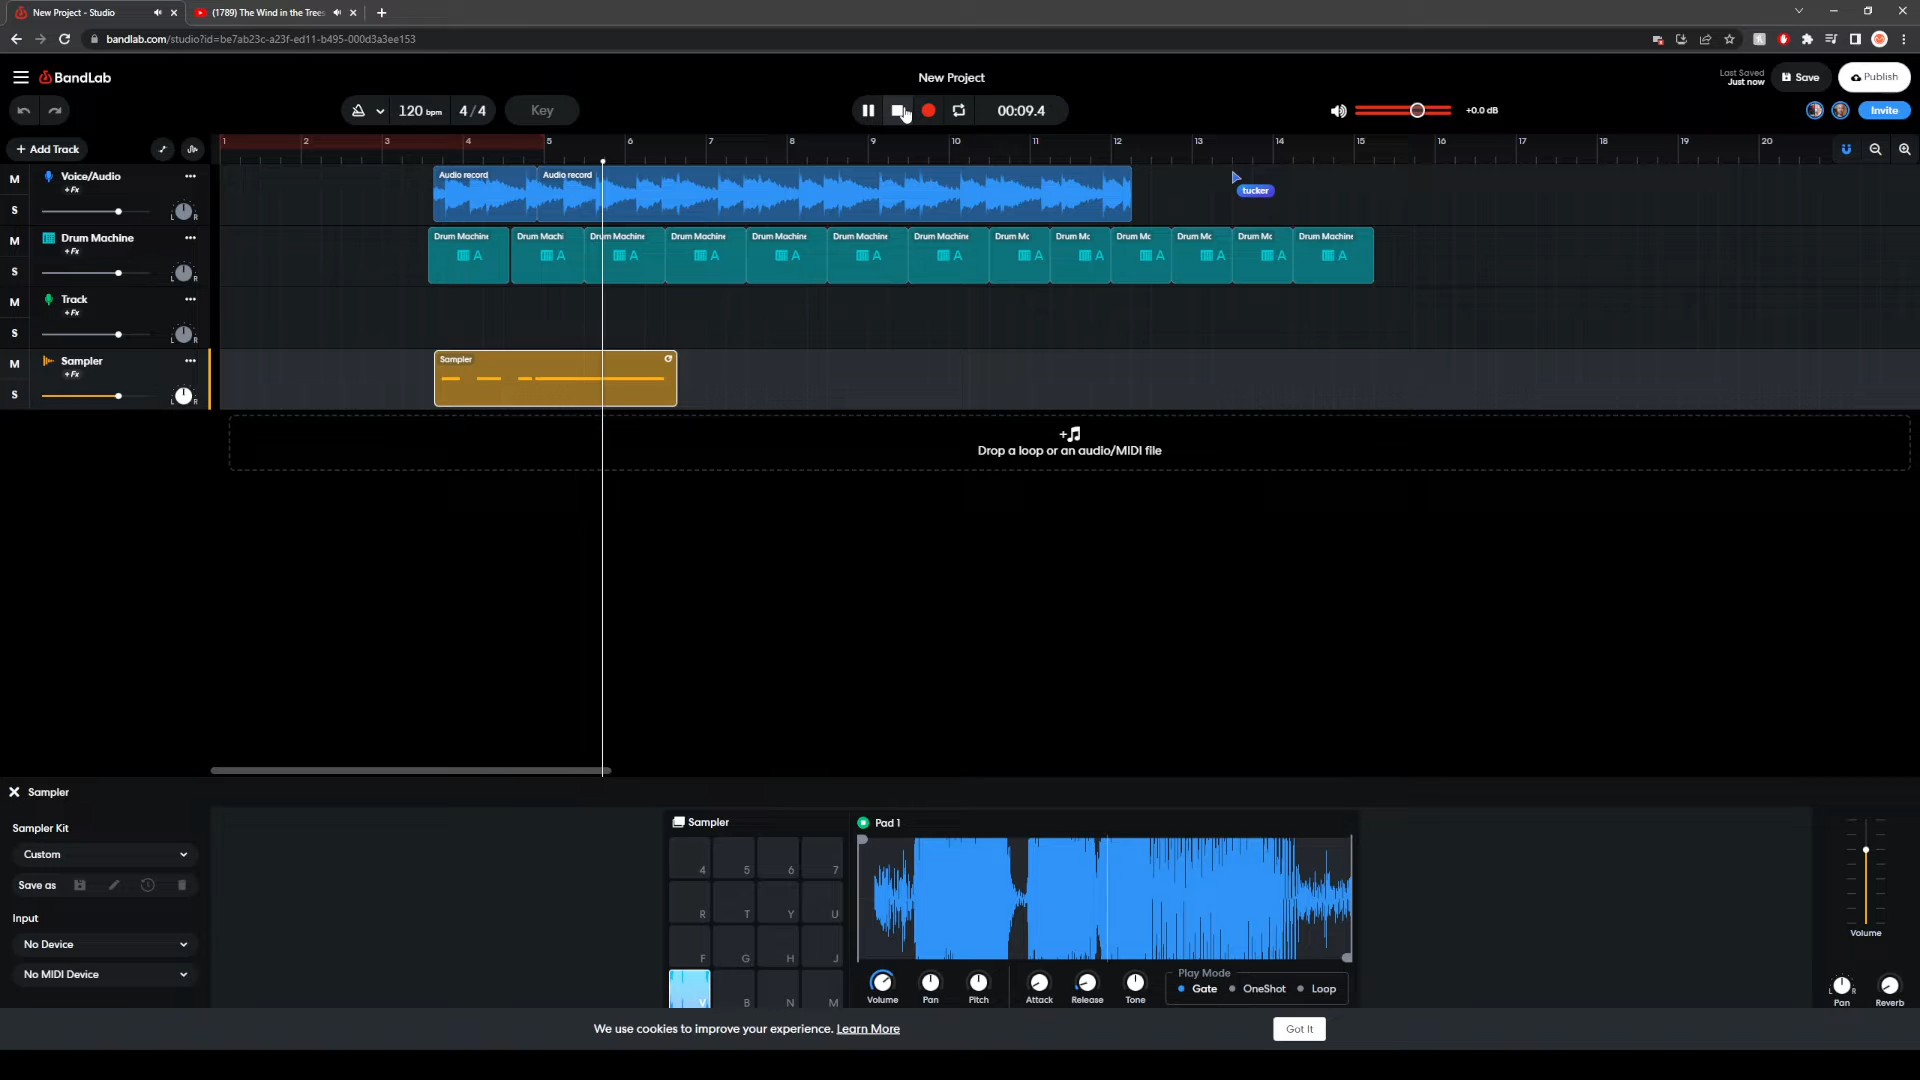 New Project - Studio
(1789) The Wind in the Trees
bandlab.com/studio?id=be7ab23c-a23f-ed11-b495-000d3a3ee153
BandLab
New Project
Last Saved
Just now
Save
Publish
120 bpm
4/4
Key
00:09.4
+0.0 dB
Invite
+ Add Track
1 2 3 4 5 6 7 8 9 10 11 12 13 14 15 16 17 18 19 20
M
Voice/Audio
+Fx
S
L R
Audio record
Audio record
tucker
M
Drum Machine
+Fx
S
L R
Drum Machine
A
Drum Machi
A
Drum Machine
A
Drum Machine
A
Drum Machine
A
Drum Machine
A
Drum Machine
A
Drum Mc
A
Drum Mc
A
Drum Mc
A
Drum Mc
A
Drum Mc
A
Drum Machine
A
M
Track
+Fx
S
L R
M
Sampler
+Fx
S
L R
Sampler
Drop a loop or an audio/MIDI file
Sampler
Sampler Kit
Custom
Save as
Input
No Device
No MIDI Device
Sampler
4 5 6 7
R T Y U
F G H J
V B N M
Pad 1
Volume
Pan
Pitch
Attack
Release
Tone
Play Mode
Gate
OneShot
Loop
Volume
L R
Pan
Reverb
We use cookies to improve your experience. Learn More
Got It